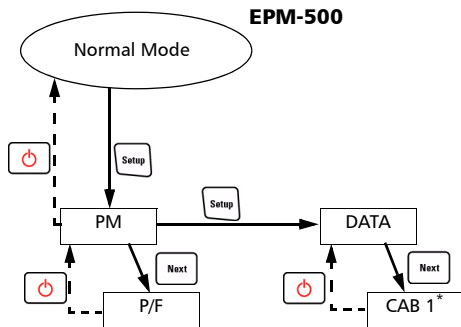 EPM-500
Normal Mode
Setup
Setup
PM
DATA
Next
Next
P/F
CAB 1*